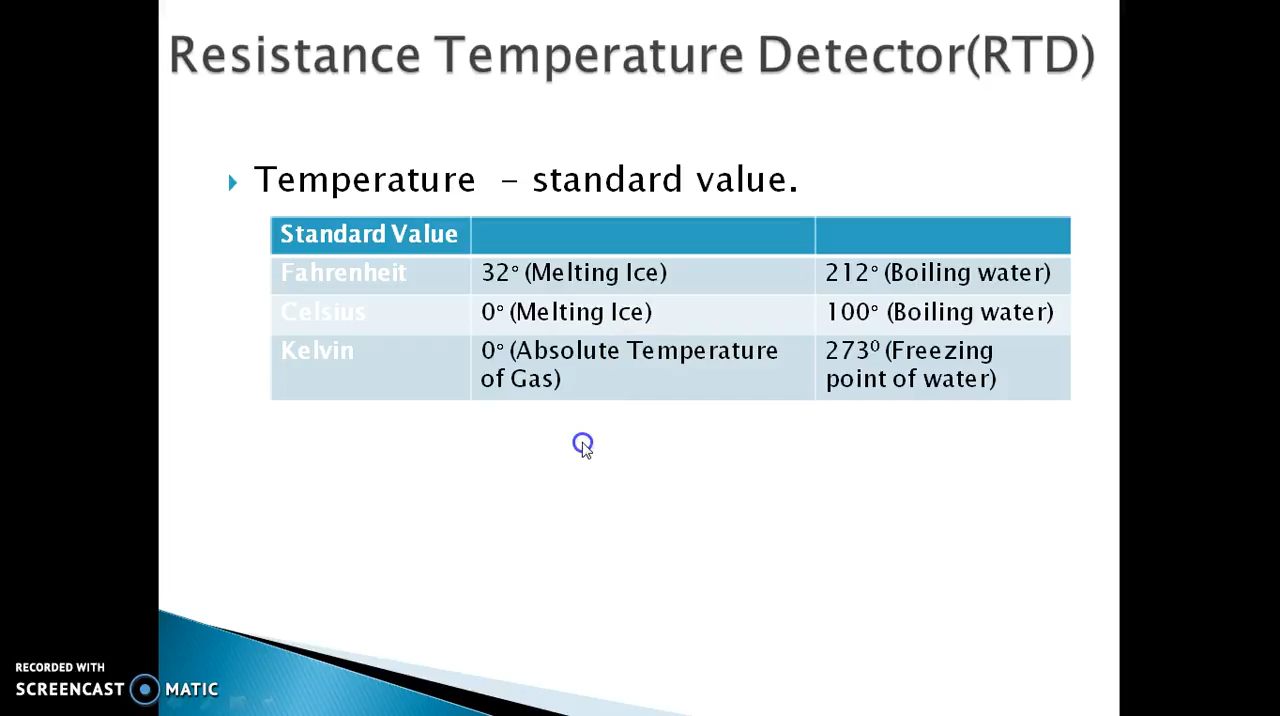 Resistance Temperature Detector(RTD)
Temperature – standard value.
Standard Value
Fahrenheit 32° (Melting Ice) 212° (Boiling water)
Celsius 0° (Melting Ice) 100° (Boiling water)
Kelvin 0° (Absolute Temperature of Gas) 273⁰ (Freezing point of water)
RECORDED WITH
SCREENCAST MATIC